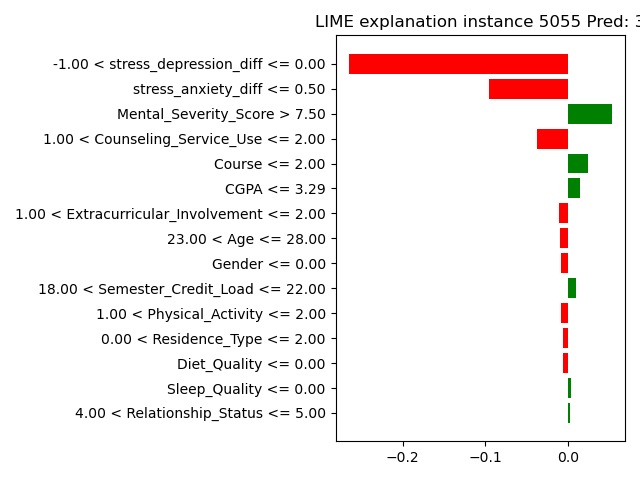 LIME explanation instance 5055 Pred: 3
-1.00 < stress_depression_diff <= 0.00
stress_anxiety_diff <= 0.50
Mental_Severity_Score > 7.50
1.00 < Counseling_Service_Use <= 2.00
Course <= 2.00
CGPA <= 3.29
1.00 < Extracurricular_Involvement <= 2.00
23.00 < Age <= 28.00
Gender <= 0.00
18.00 < Semester_Credit_Load <= 22.00
1.00 < Physical_Activity <= 2.00
0.00 < Residence_Type <= 2.00
Diet_Quality <= 0.00
Sleep_Quality <= 0.00
4.00 < Relationship_Status <= 5.00
−0.2 −0.1 0.0